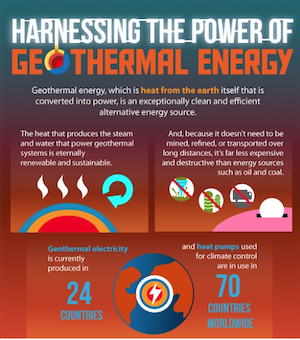 HARNESSING THE POWER OF
GEOTHERMAL ENERGY
Geothermal energy, which is heat from the earth itself that is
converted into power, is an exceptionally clean and efficient
alternative energy source.
The heat that produces the steam
and water that power geothermal
systems is eternally
renewable and sustainable.
And, because it doesn't need to be
mined, refined, or transported over
long distances, it's far less expensive
and destructive than energy sources
such as oil and coal.
Geothermal electricity
is currently
produced in
24
COUNTRIES
and heat pumps used
for climate control
are in use in
70
COUNTRIES
WORLDWIDE